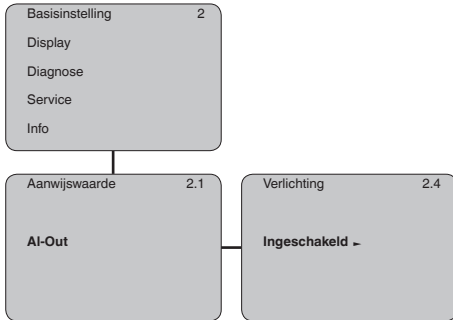 Basisinstelling 2
Display
Diagnose
Service
Info
Aanwijswaarde 2.1
AI-Out
Verlichting 2.4
Ingeschakeld ►